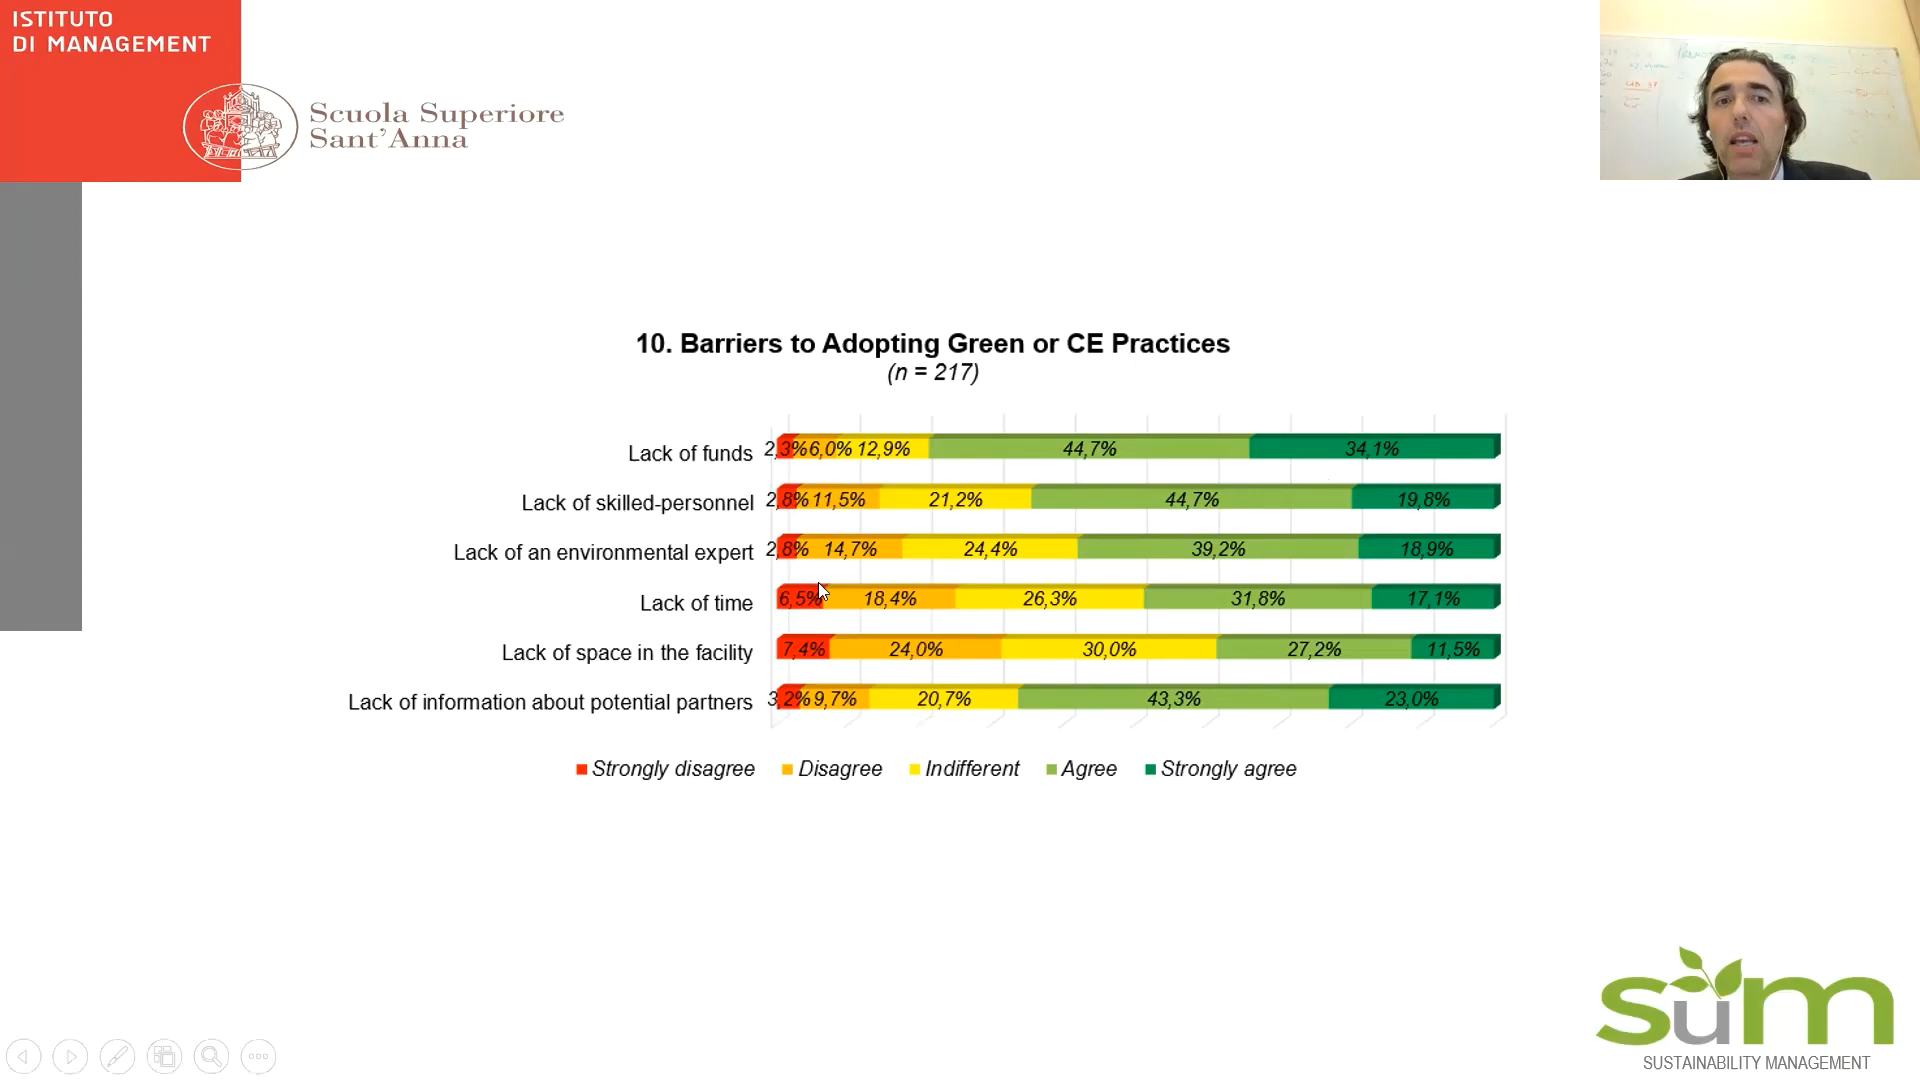 ISTITUTO
DI MANAGEMENT
Scuola Superiore
Sant'Anna
10. Barriers to Adopting Green or CE Practices
(n = 217)
Lack of funds 2,3% 6,0% 12,9% 44,7% 34,1%
Lack of skilled-personnel 2,8% 11,5% 21,2% 44,7% 19,8%
Lack of an environmental expert 2,8% 14,7% 24,4% 39,2% 18,9%
Lack of time 6,5% 18,4% 26,3% 31,8% 17,1%
Lack of space in the facility 7,4% 24,0% 30,0% 27,2% 11,5%
Lack of information about potential partners 3,2% 9,7% 20,7% 43,3% 23,0%
Strongly disagree Disagree Indifferent Agree Strongly agree
sum
SUSTAINABILITY MANAGEMENT